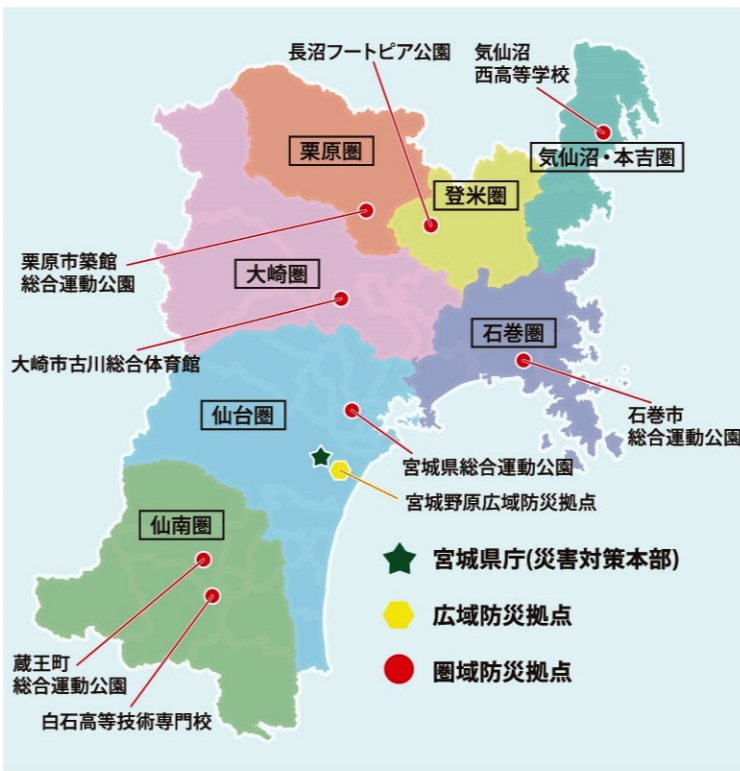 長沼フートピア公園
気仙沼
西高等学校
栗原圏
気仙沼・本吉圏
登米圏
栗原市築館
総合運動公園
大崎圏
大崎市古川総合体育館
石巻圏
仙台圏
石巻市
総合運動公園
宮城県総合運動公園
宮城野原広域防災拠点
仙南圏
宮城県庁(災害対策本部)
広域防災拠点
圏域防災拠点
蔵王町
総合運動公園
白石高等技術専門校